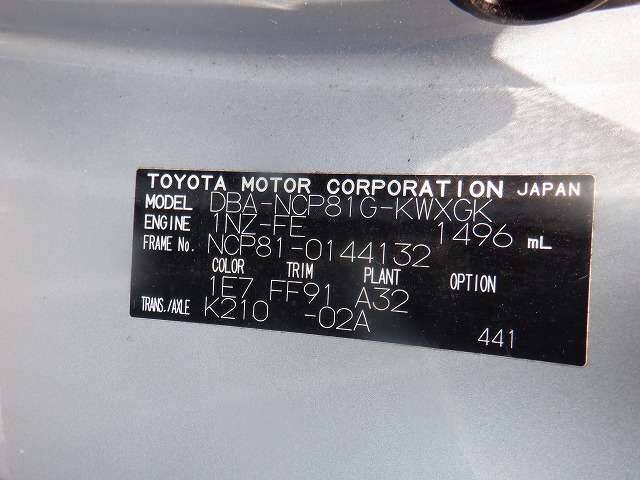 TOYOTA MOTOR CORPORATION JAPAN
MODEL DBA-NCP81G-KWXGK
ENGINE 1NZ-FE 1496 mL
FRAME No. NCP81-0144132
COLOR TRIM PLANT OPTION
1E7 FF91 A32
TRANS./AXLE K210 -02A
441